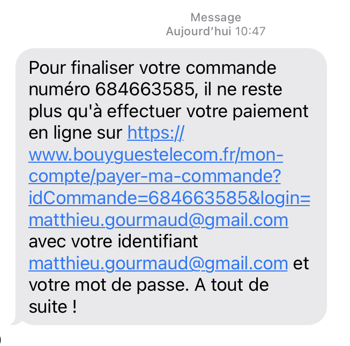 Message
Aujourd'hui 10:47
Pour finaliser votre commande
numéro 684663585, il ne reste
plus qu'à effectuer votre paiement
en ligne sur https://
www.bouyguestelecom.fr/mon-
compte/payer-ma-commande?
idCommande=684663585&login=
matthieu.gourmaud@gmail.com
avec votre identifiant
matthieu.gourmaud@gmail.com et
votre mot de passe. A tout de
suite !